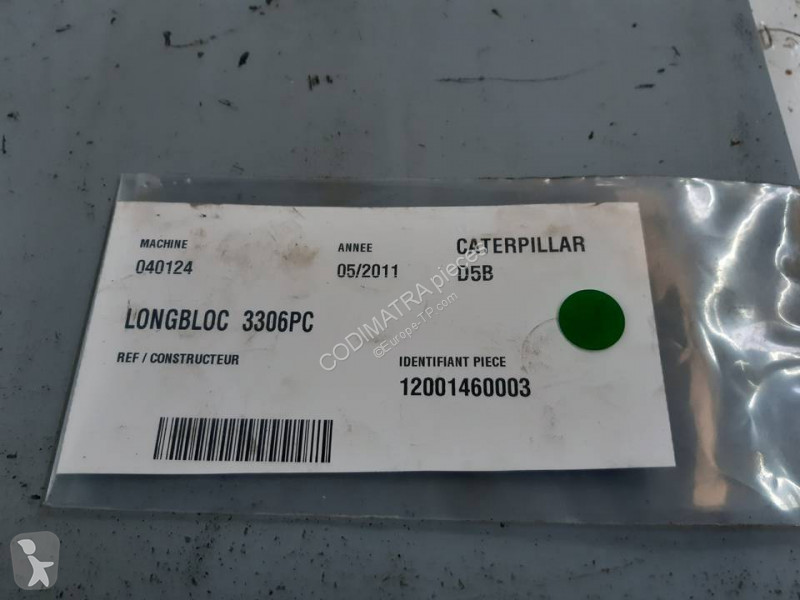 MACHINE
040124
ANNEE
05/2011
CATERPILLAR
D5B
LONGBLOC 3306PC
REF / CONSTRUCTEUR
IDENTIFIANT PIECE
12001460003
CODIMATRA pieces
©Europe-TP.com